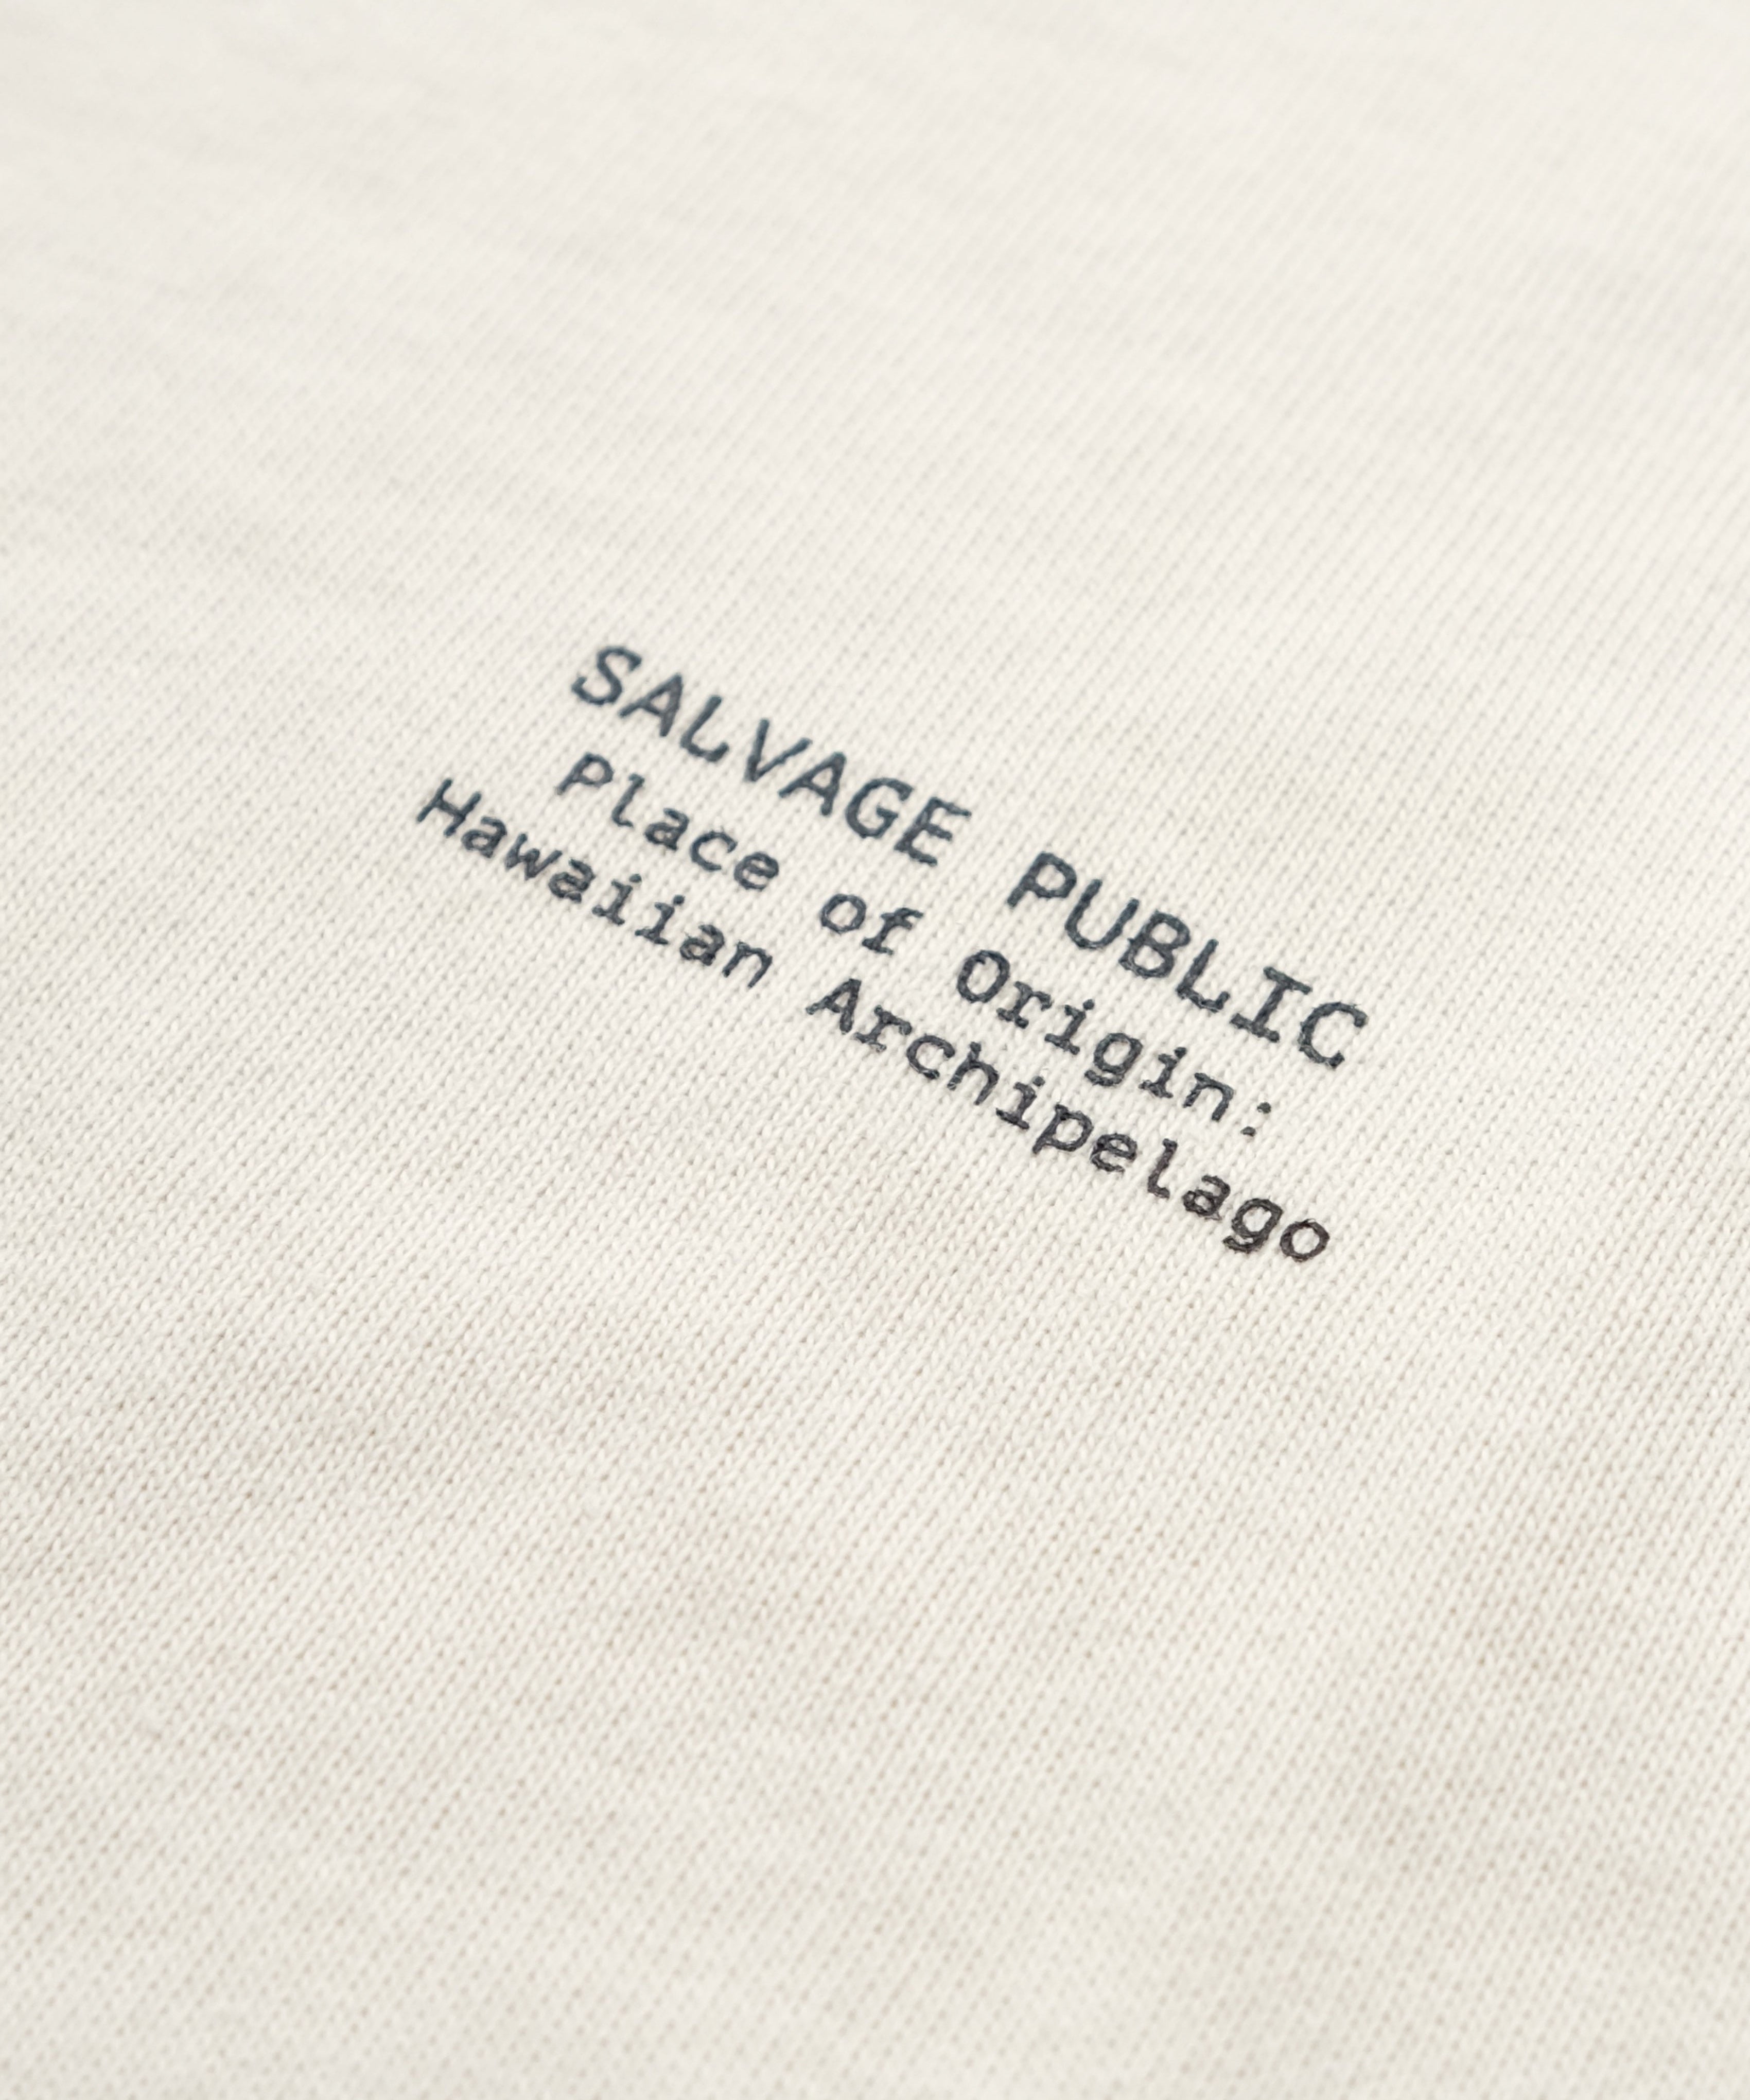 SALVAGE PUBLIC
Place of Origin:
Hawaiian Archipelago